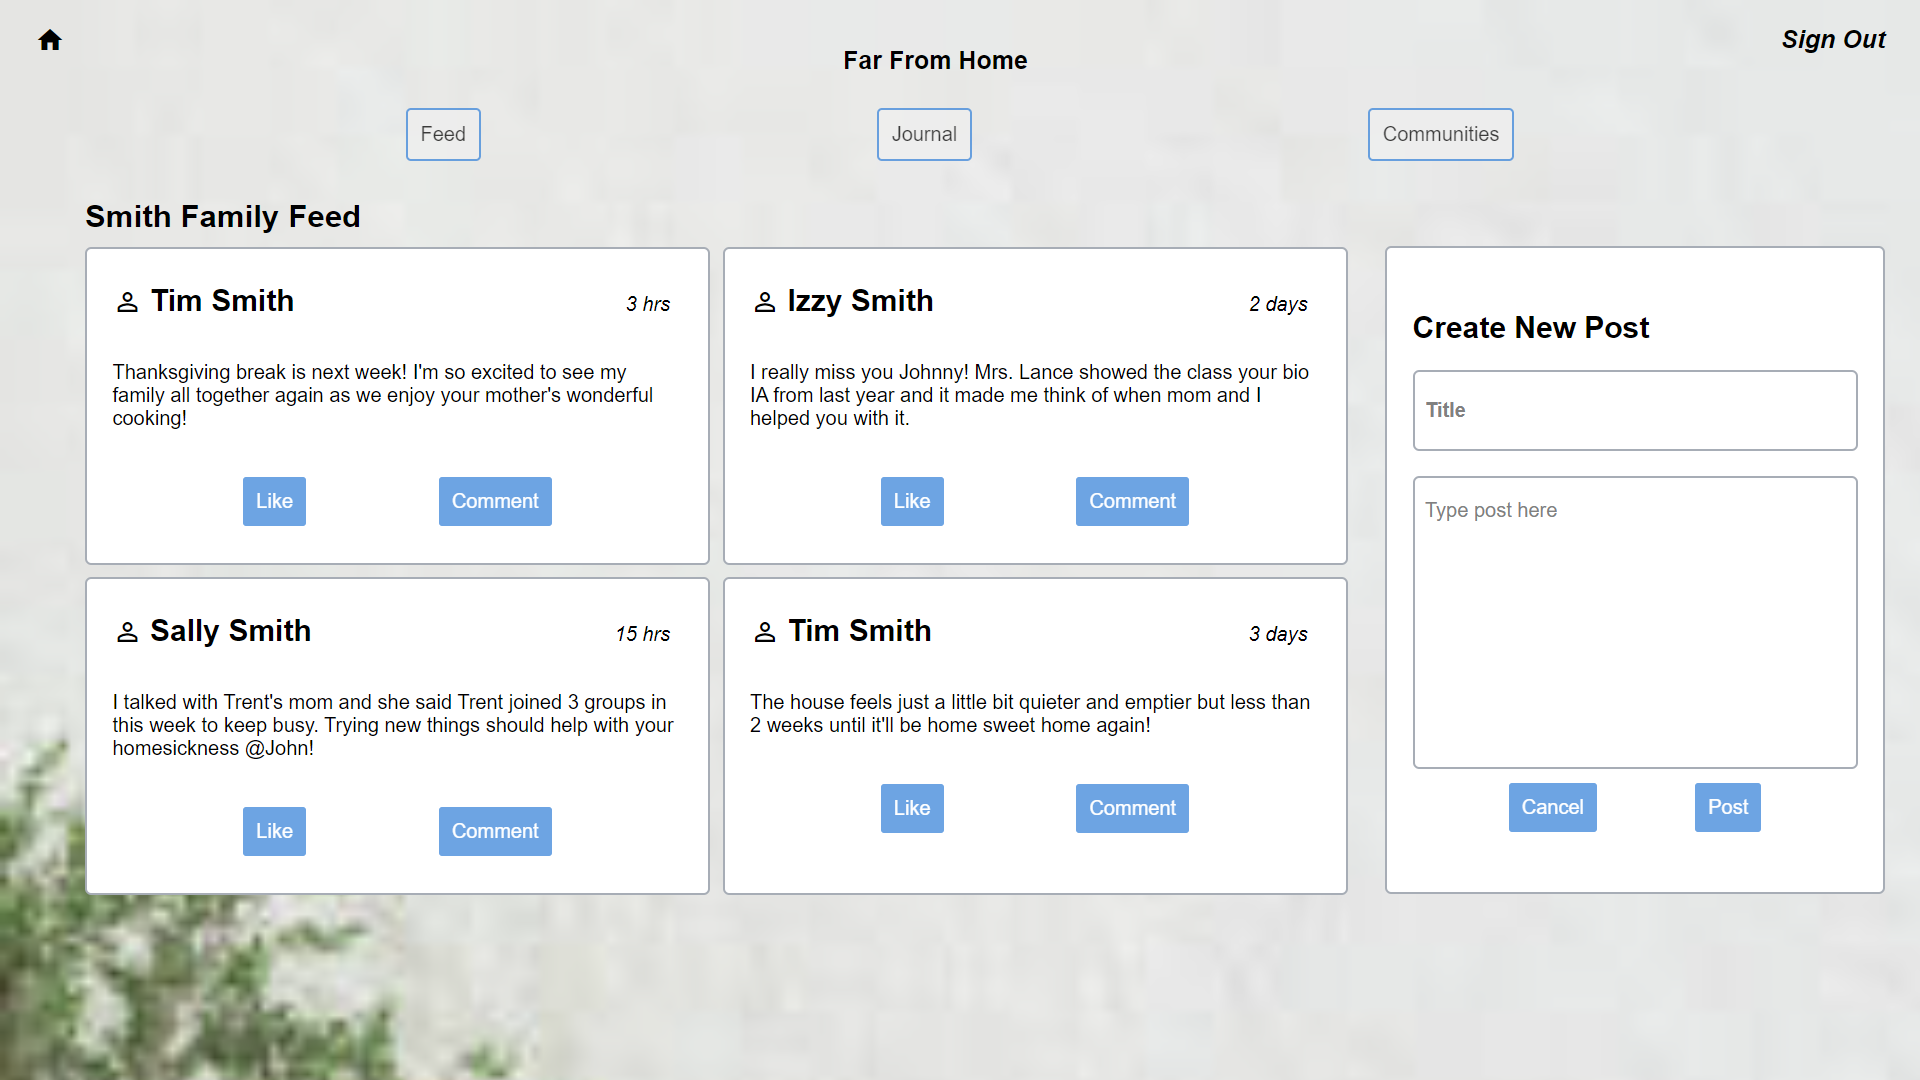 Sign Out
Far From Home
Feed
Journal
Communities
Smith Family Feed
Tim Smith
3 hrs
Thanksgiving break is next week! I'm so excited to see my
family all together again as we enjoy your mother's wonderful
cooking!
Like
Comment
Izzy Smith
2 days
I really miss you Johnny! Mrs. Lance showed the class your bio
IA from last year and it made me think of when mom and I
helped you with it.
Like
Comment
Sally Smith
15 hrs
I talked with Trent's mom and she said Trent joined 3 groups in
this week to keep busy. Trying new things should help with your
homesickness @John!
Like
Comment
Tim Smith
3 days
The house feels just a little bit quieter and emptier but less than
2 weeks until it'll be home sweet home again!
Like
Comment
Create New Post
Title
Type post here
Cancel
Post